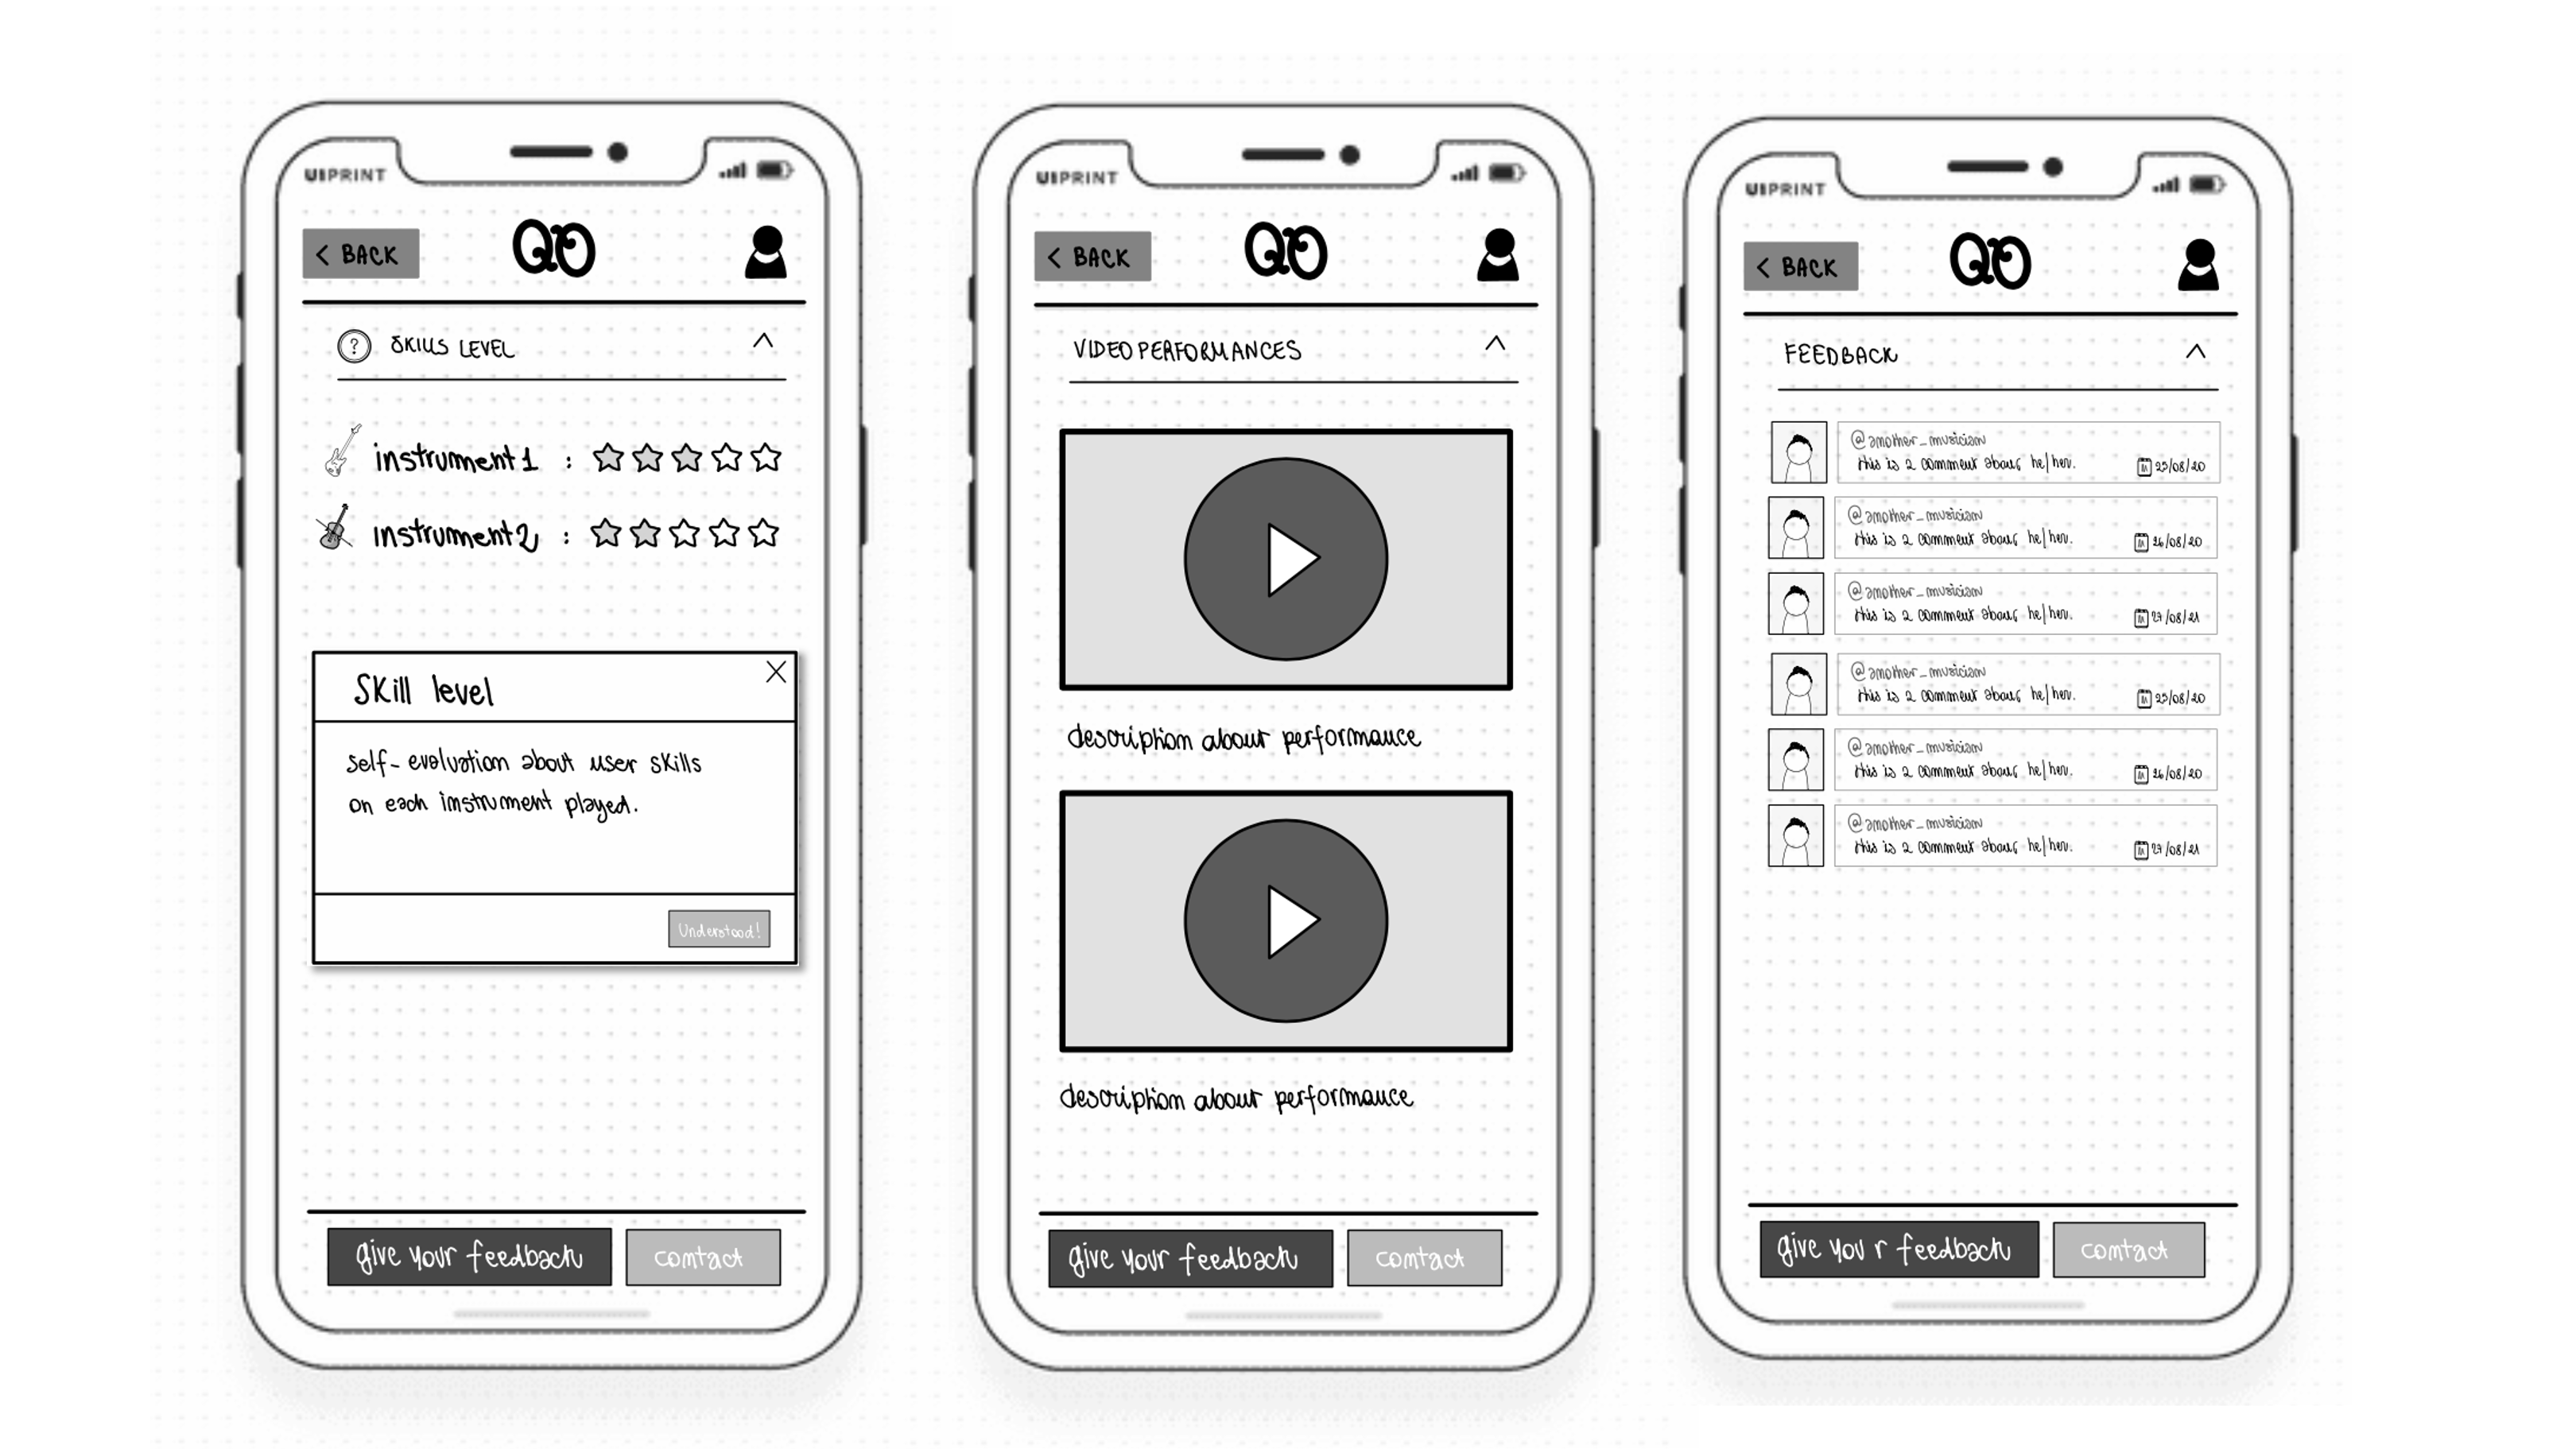 UIPRINT
< BACK
QO
? SKILLS LEVEL
instrument 1 :
instrument 2 :
Skill level
Self-evaluation about user skills
on each instrument played.
Understood!
give your feedback
contact
UIPRINT
< BACK
QO
VIDEO PERFORMANCES
description about performance
description about performance
give your feedback
contact
UIPRINT
< BACK
QO
FEEDBACK
@another_musician
this is a comment about he/her. 25/08/20
@another_musician
this is a comment about he/her. 26/08/20
@another_musician
this is a comment about he/her. 27/08/21
@another_musician
this is a comment about he/her. 25/08/20
@another_musician
this is a comment about he/her. 26/08/20
@another_musician
this is a comment about he/her. 27/08/21
give your feedback
contact